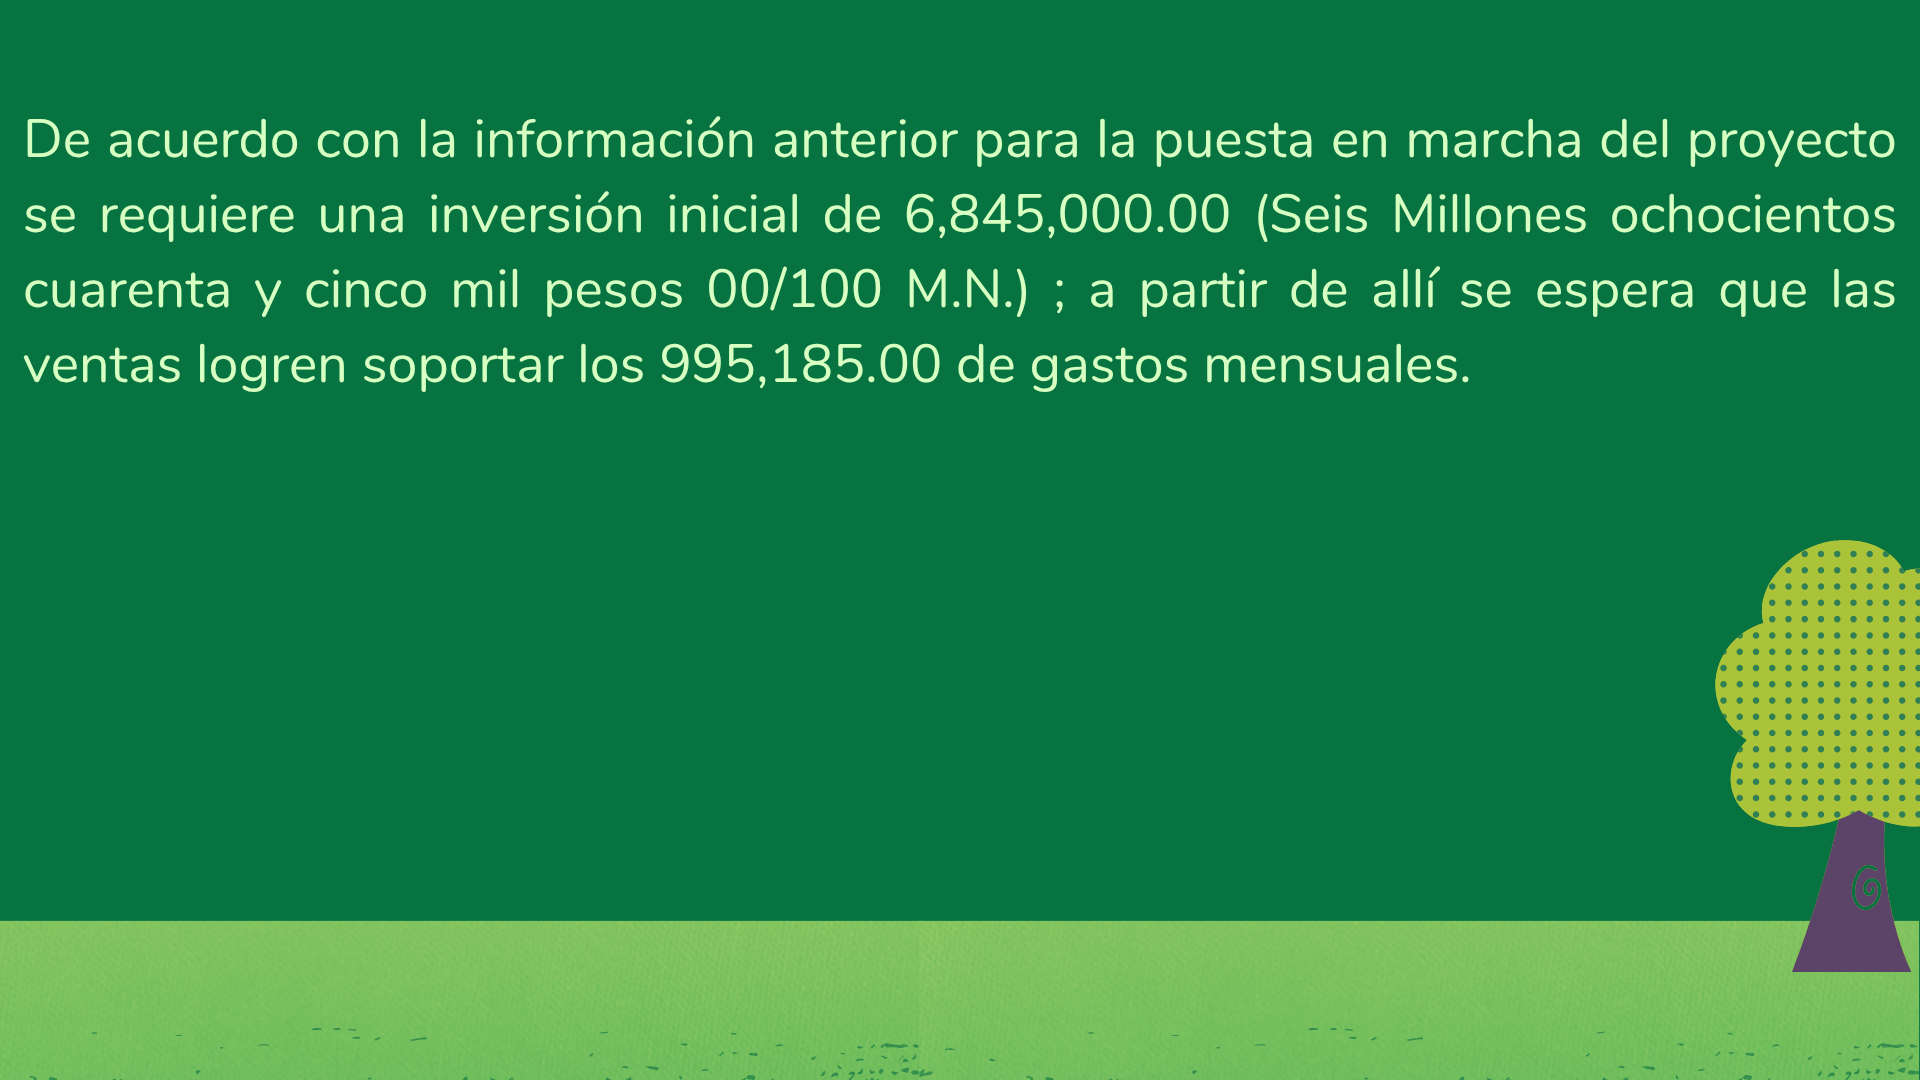 De acuerdo con la información anterior para la puesta en marcha del proyecto
se requiere una inversión inicial de 6,845,000.00 (Seis Millones ochocientos
cuarenta y cinco mil pesos 00/100 M.N.) ; a partir de allí se espera que las
ventas logren soportar los 995,185.00 de gastos mensuales.